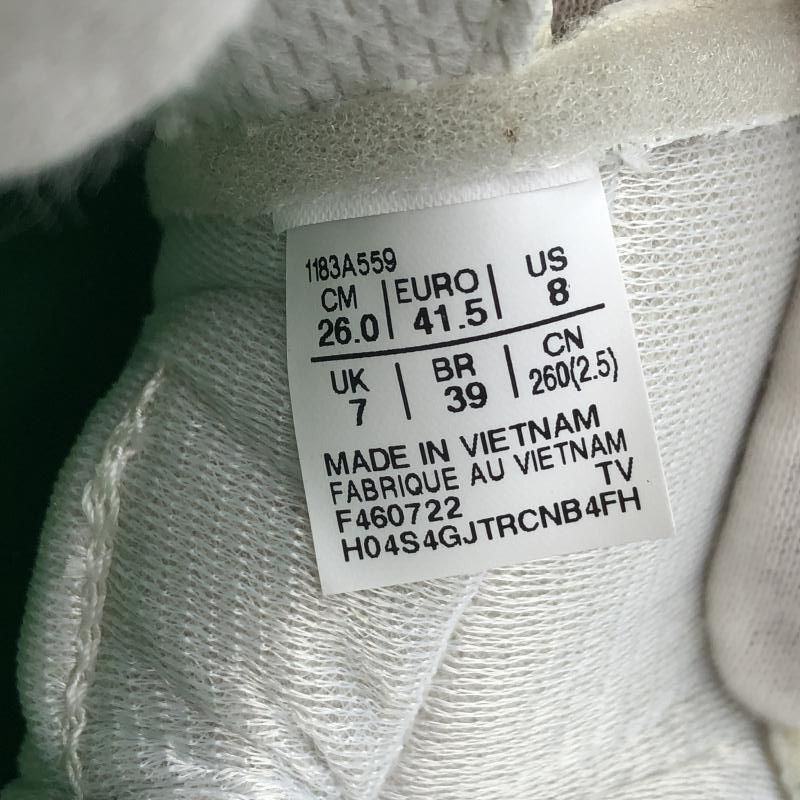 1183A559
CM | EURO | US
26.0 | 41.5 | 8
UK | BR | CN
7 | 39 | 260(2.5)
MADE IN VIETNAM
FABRIQUE AU VIETNAM
F460722 TV
H04S4GJTRCNB4FH